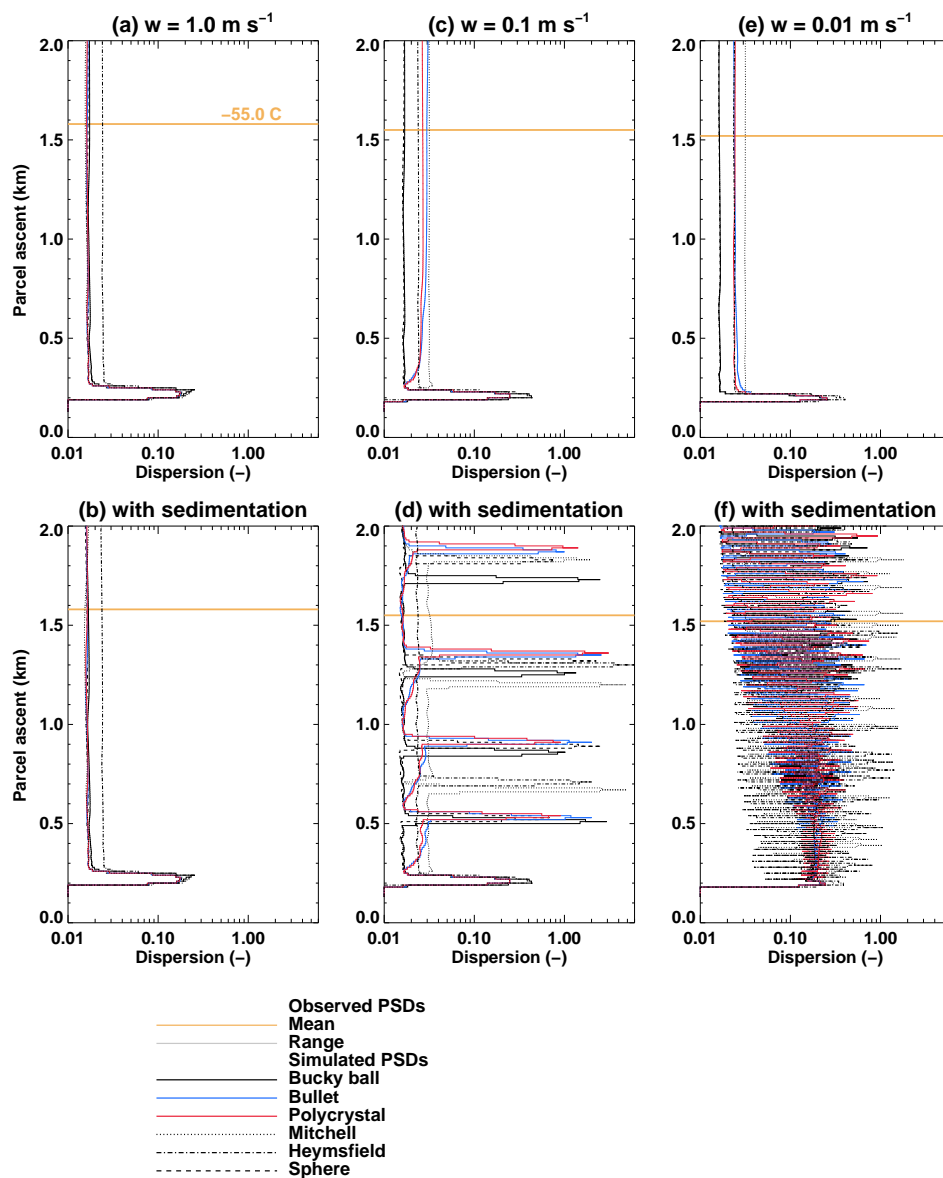 (a) w = 1.0 m s⁻¹
(c) w = 0.1 m s⁻¹
(e) w = 0.01 m s⁻¹
2.0
1.5
1.0
0.5
0.0
Parcel ascent (km)
−55.0 C
0.01 0.10 1.00
Dispersion (−)
2.0
1.5
1.0
0.5
0.0
0.01 0.10 1.00
Dispersion (−)
2.0
1.5
1.0
0.5
0.0
0.01 0.10 1.00
Dispersion (−)
(b) with sedimentation
(d) with sedimentation
(f) with sedimentation
2.0
1.5
1.0
0.5
0.0
Parcel ascent (km)
0.01 0.10 1.00
Dispersion (−)
2.0
1.5
1.0
0.5
0.0
0.01 0.10 1.00
Dispersion (−)
2.0
1.5
1.0
0.5
0.0
0.01 0.10 1.00
Dispersion (−)
Observed PSDs
Mean
Range
Simulated PSDs
Bucky ball
Bullet
Polycrystal
Mitchell
Heymsfield
Sphere